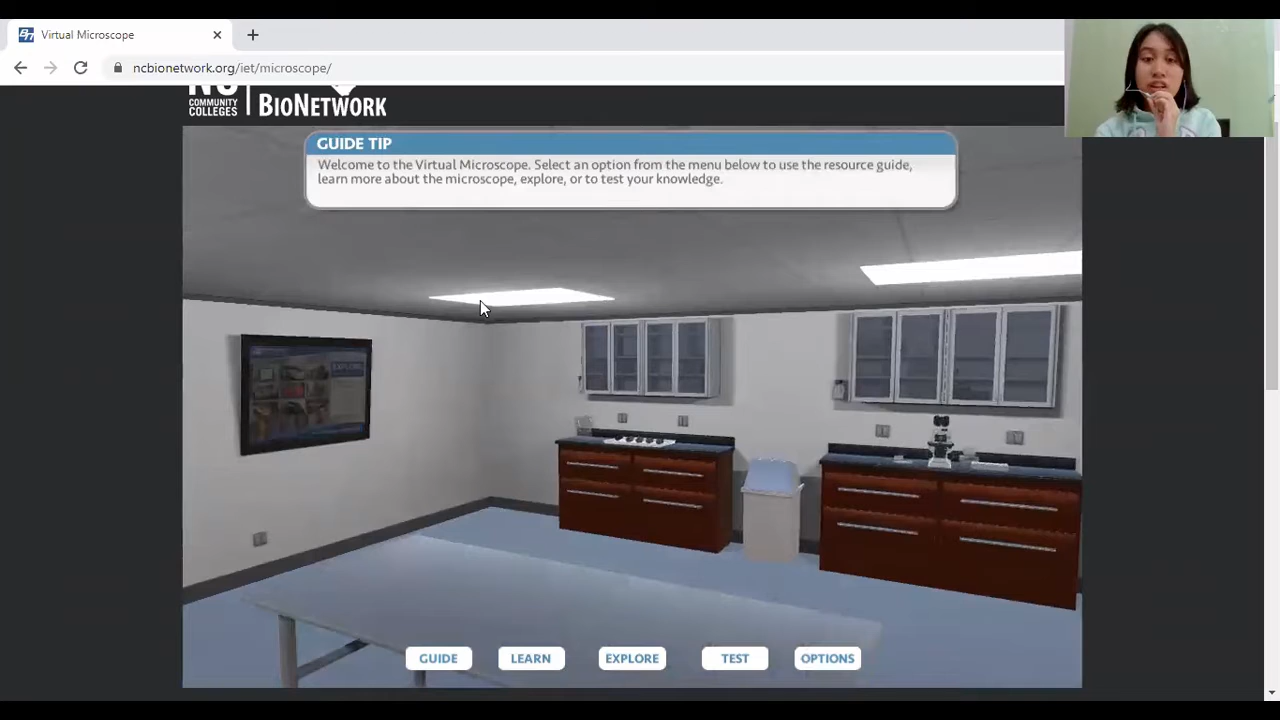 Virtual Microscope
ncbionetwork.org/iet/microscope/
COMMUNITY
COLLEGES
BIONETWORK
GUIDE TIP
Welcome to the Virtual Microscope. Select an option from the menu below to use the resource guide,
learn more about the microscope, explore, or to test your knowledge.
EXPLORE
GUIDE
LEARN
EXPLORE
TEST
OPTIONS